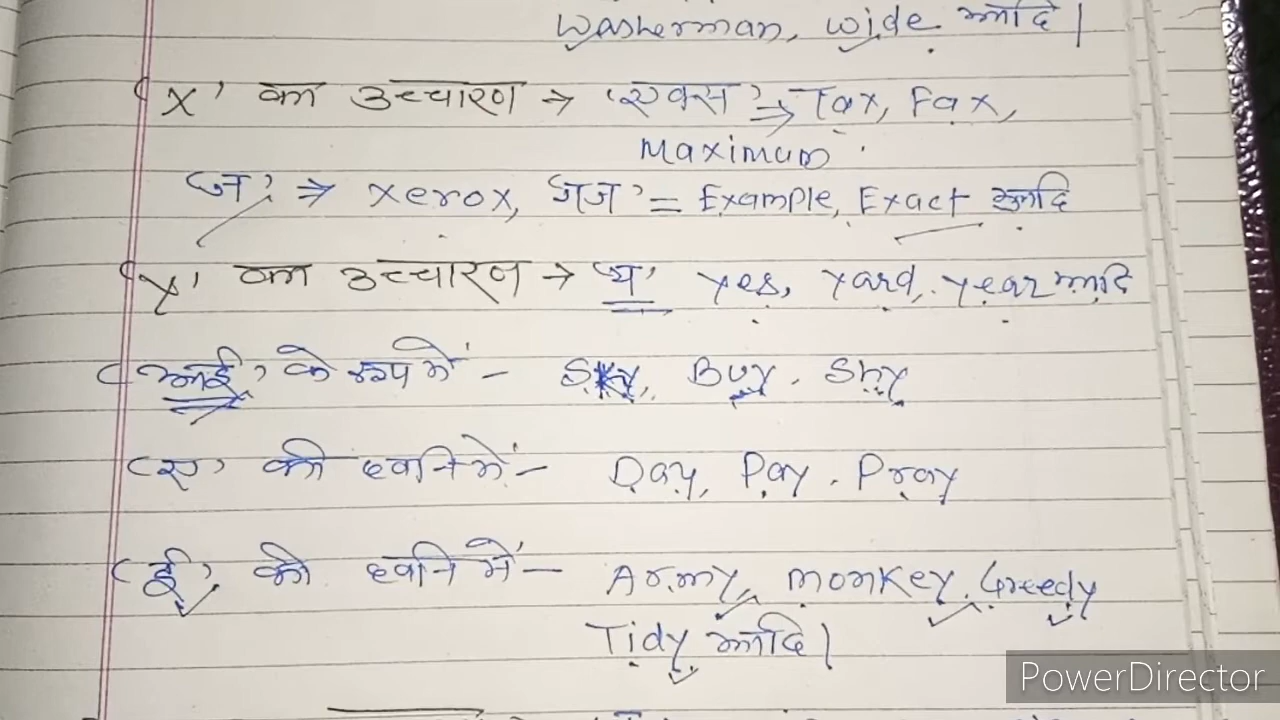 Washerman, Wide आदि।
'X' का उच्चारण → 'एक्स' ⇒ Tax, Fax,
Maximum
'ज' ⇒ Xerox, 'गज' = Example, Exact आदि
'Y' का उच्चारण → 'य' Yes, Yard, Year आदि
'आई' के रूप में - Sky, Buy. Shy
'ए' की ध्वनि में - Day, Pay. Pray
'ई' की ध्वनि में - Army, Monkey, Greedy
Tidy आदि।
PowerDirector